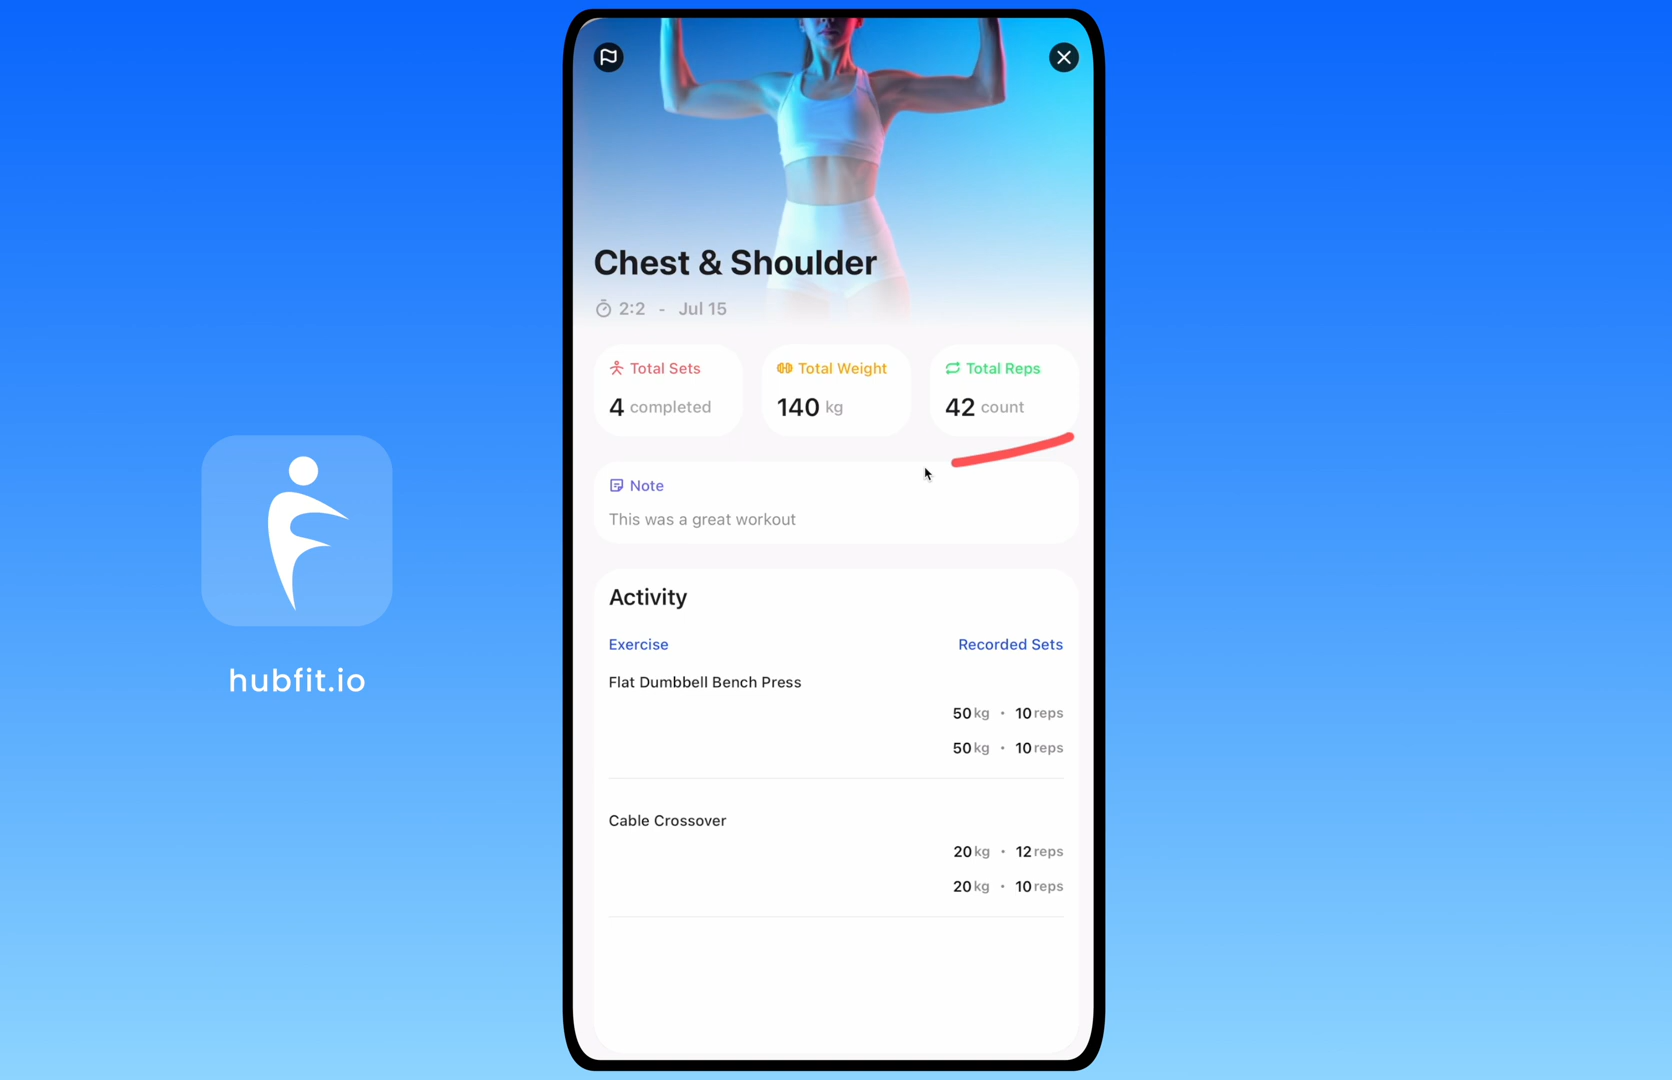 Chest & Shoulder
2:2 - Jul 15
Total Sets
4 completed
Total Weight
140 kg
Total Reps
42 count
Note
This was a great workout
Activity
Exercise Recorded Sets
Flat Dumbbell Bench Press
50 kg • 10 reps
50 kg • 10 reps
Cable Crossover
20 kg • 12 reps
20 kg • 10 reps
hubfit.io